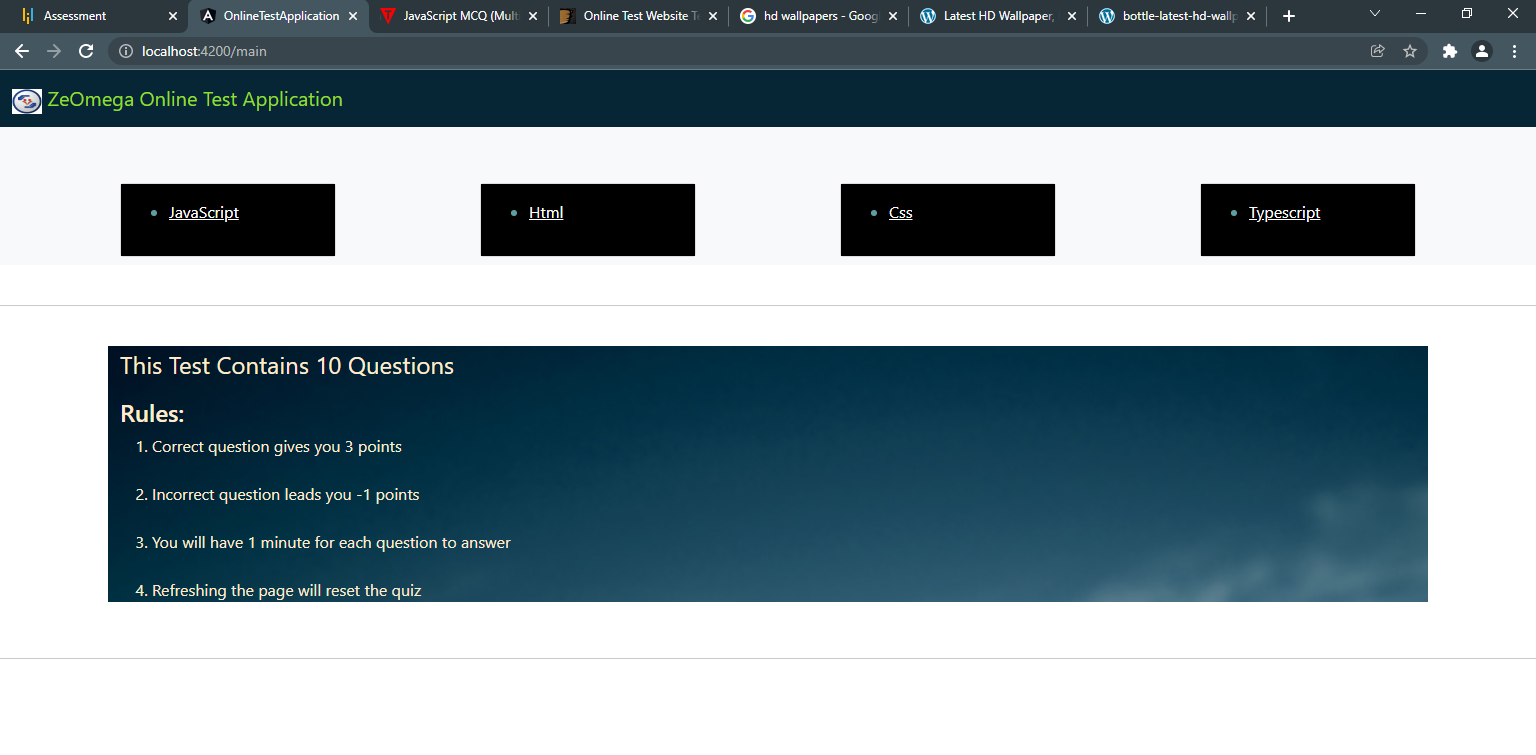 Assessment
OnlineTestApplication
JavaScript MCQ (Mult
Online Test Website T
hd wallpapers - Goog
Latest HD Wallpaper,
bottle-latest-hd-wallp
localhost:4200/main
ZeOmega Online Test Application
JavaScript
Html
Css
Typescript
This Test Contains 10 Questions
Rules:
1. Correct question gives you 3 points
2. Incorrect question leads you -1 points
3. You will have 1 minute for each question to answer
4. Refreshing the page will reset the quiz